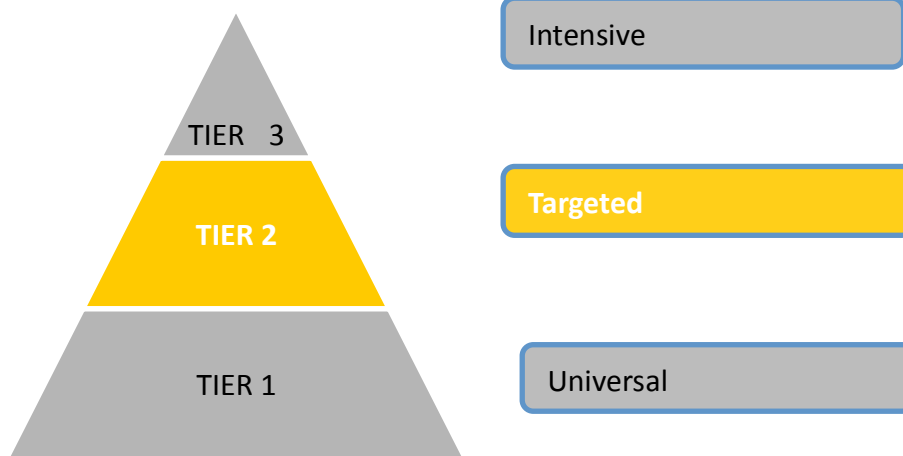 Intensive
TIER 3
Targeted
TIER 2
Universal
TIER 1